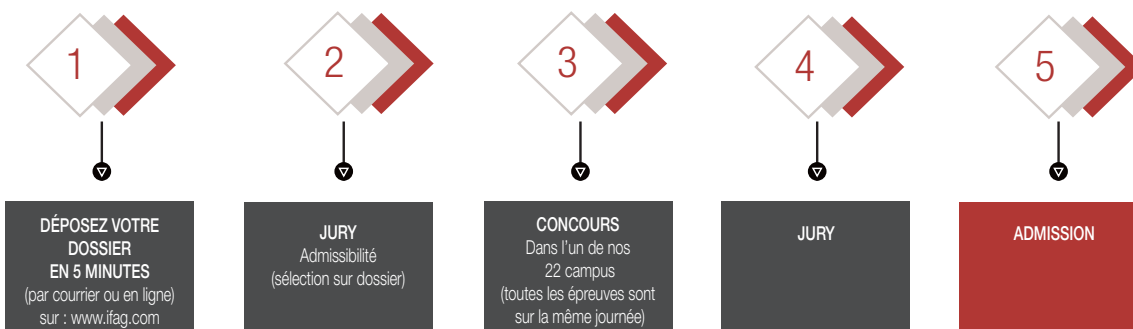 1
2
3
4
5
DÉPOSEZ VOTRE
DOSSIER
EN 5 MINUTES
(par courrier ou en ligne)
sur : www.ifag.com
JURY
Admissibilité
(sélection sur dossier)
CONCOURS
Dans l'un de nos
22 campus
(toutes les épreuves sont
sur la même journée)
JURY
ADMISSION